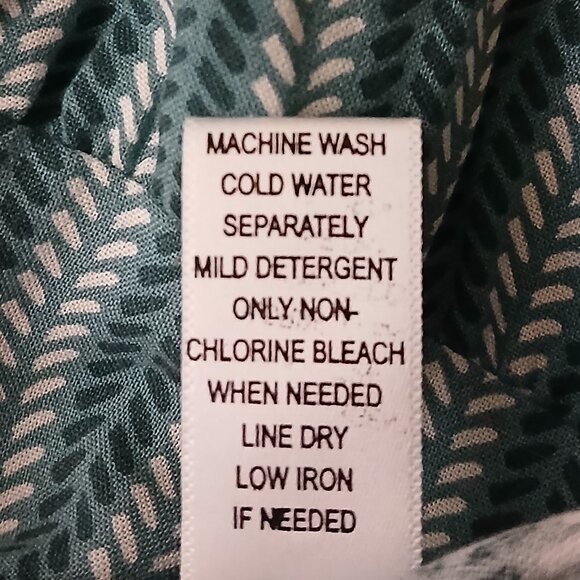 MACHINE WASH
COLD WATER
SEPARATELY
MILD DETERGENT
ONLY NON-
CHLORINE BLEACH
WHEN NEEDED
LINE DRY
LOW IRON
IF NEEDED